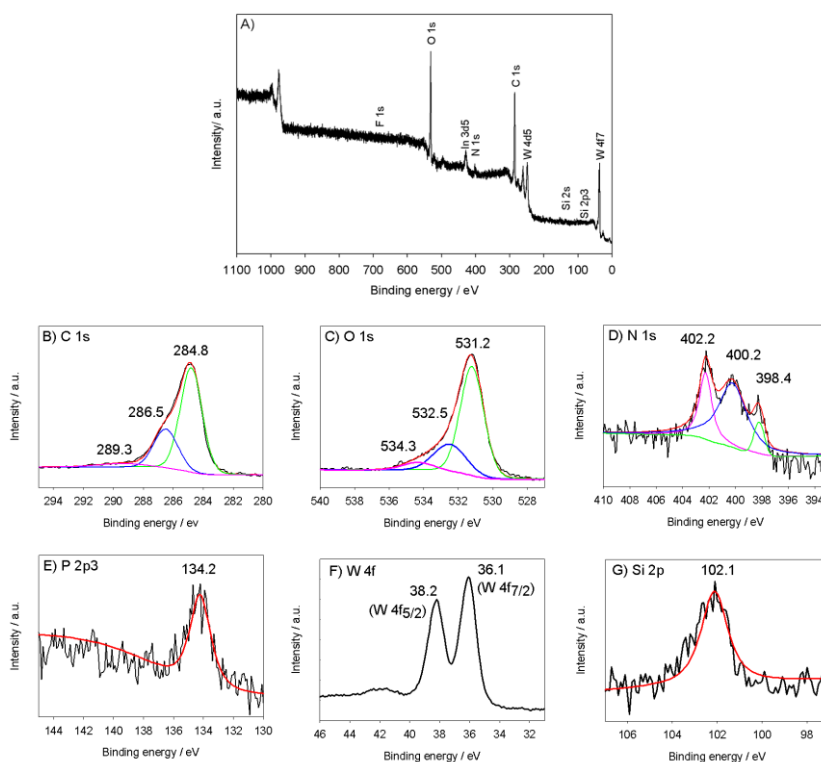 A)
O 1s
C 1s
F 1s
In 3d5
N 1s
W 4d5
W 4f7
Si 2s
Si 2p3
Intensity/ a.u.
1100 1000 900 800 700 600 500 400 300 200 100 0
Binding energy / eV
B) C 1s
284.8
286.5
289.3
Intensity / a.u.
294 292 290 288 286 284 282 280
Binding energy / ev
C) O 1s
531.2
532.5
534.3
Intensity / a.u.
540 538 536 534 532 530 528
Binding energy / eV
D) N 1s
402.2
400.2
398.4
Intensity / a.u.
410 408 406 404 402 400 398 396 394
Binding energy / eV
E) P 2p3
134.2
Intensity / a.u.
144 142 140 138 136 134 132 130
Binding energy / eV
F) W 4f
36.1
38.2
(W 4f7/2)
(W 4f5/2)
Intensity / a.u.
46 44 42 40 38 36 34 32
Binding energy / eV
G) Si 2p
102.1
Intensity / a.u.
106 104 102 100 98
Binding energy / eV